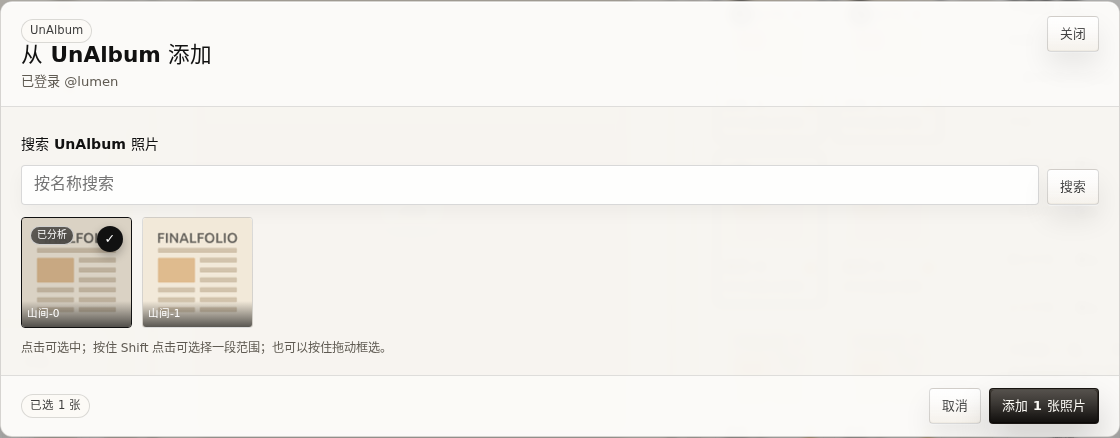 UnAlbum
从 UnAlbum 添加
已登录 @lumen
关闭
搜索 UnAlbum 照片
按名称搜索
搜索
已分析
FINALFOLIO
山间-0
山间-1
点击可选中；按住 Shift 点击可选择一段范围；也可以按住拖动框选。
已选 1 张
取消
添加 1 张照片